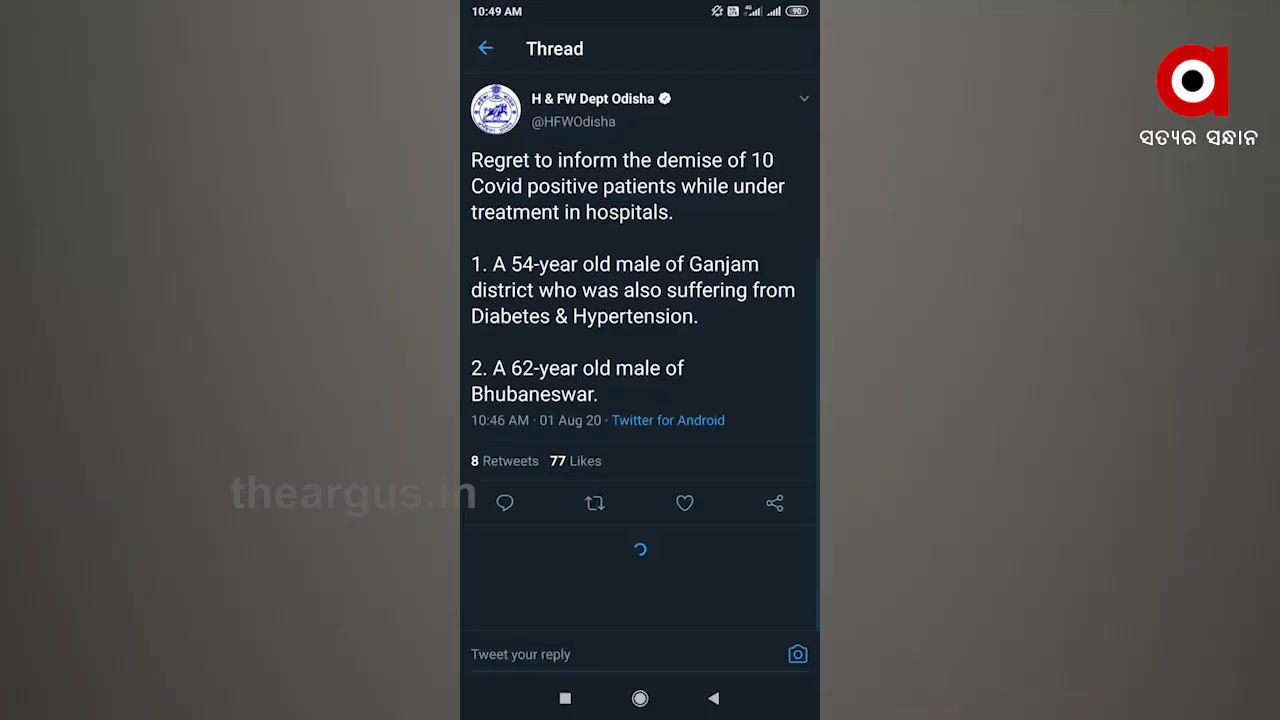 10:49 AM
4G
90
Thread
H & FW Dept Odisha
@HFWOdisha
Regret to inform the demise of 10
Covid positive patients while under
treatment in hospitals.
1. A 54-year old male of Ganjam
district who was also suffering from
Diabetes & Hypertension.
2. A 62-year old male of
Bhubaneswar.
10:46 AM · 01 Aug 20 · Twitter for Android
8 Retweets 77 Likes
Tweet your reply
theargus.in
ସତ୍ୟର ସନ୍ଧାନ